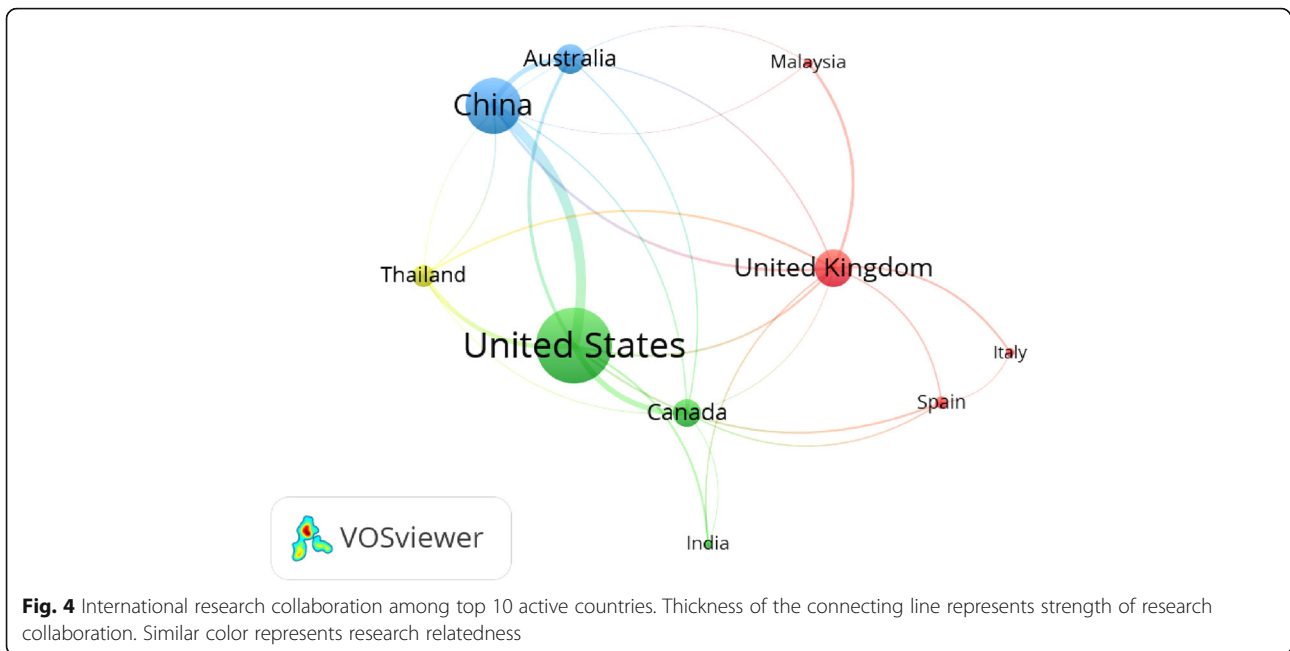 Australia
Malaysia
China
Thailand
United Kingdom
United States
Italy
Spain
Canada
India
VOSviewer
Fig. 4 International research collaboration among top 10 active countries. Thickness of the connecting line represents strength of research
collaboration. Similar color represents research relatedness